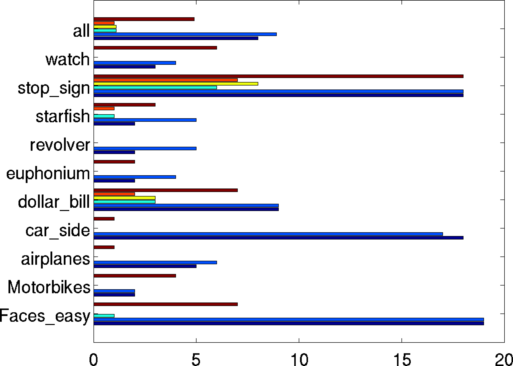 all
watch
stop_sign
starfish
revolver
euphonium
dollar_bill
car_side
airplanes
Motorbikes
Faces_easy
0 5 10 15 20